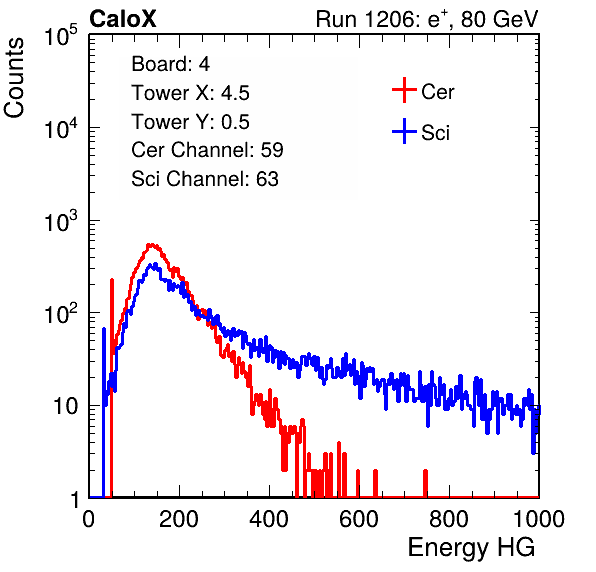 CaloX Run 1206: e⁺, 80 GeV
Counts
10⁵
10⁴
10³
10²
10
1
Board: 4
Tower X: 4.5
Tower Y: 0.5
Cer Channel: 59
Sci Channel: 63
Cer
Sci
0 200 400 600 800 1000
Energy HG